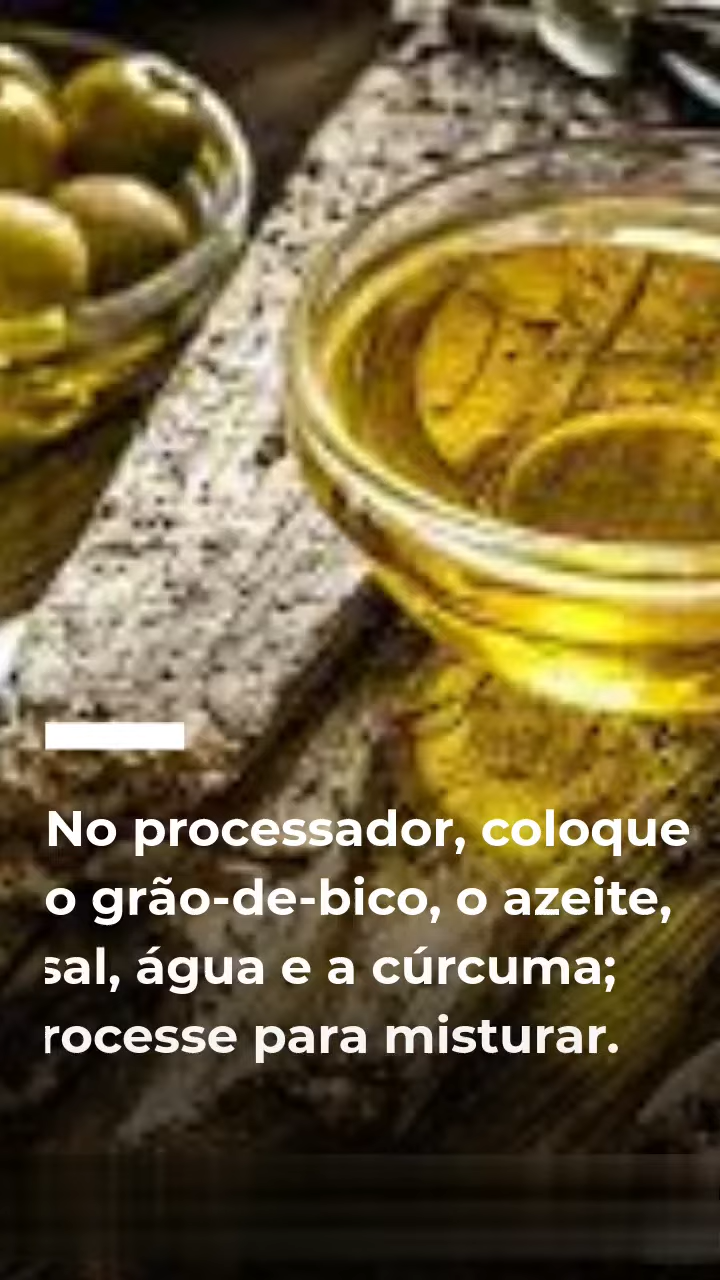 No processador, coloque
o grão-de-bico, o azeite,
sal, água e a cúrcuma;
rocesse para misturar.